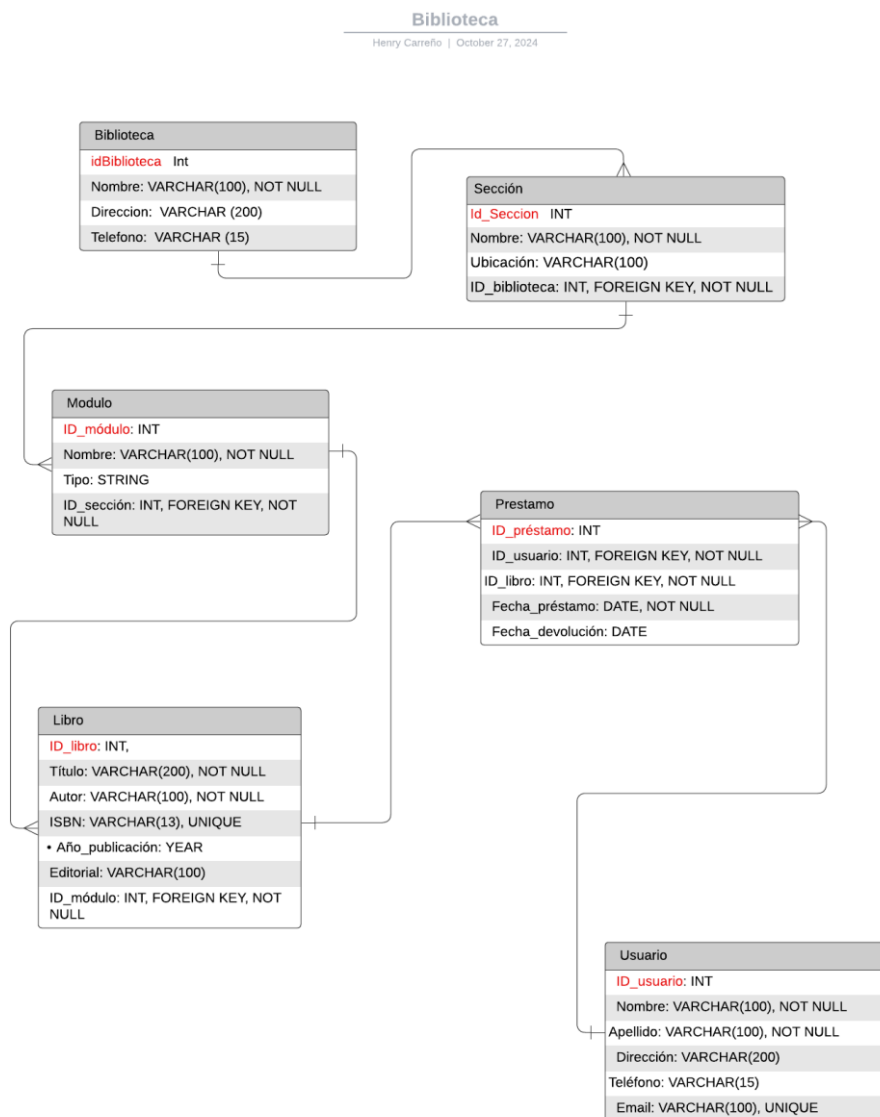 Biblioteca
Henry Carreño | October 27, 2024
Biblioteca
idBiblioteca Int
Nombre: VARCHAR(100), NOT NULL
Direccion: VARCHAR (200)
Telefono: VARCHAR (15)
Sección
Id_Seccion INT
Nombre: VARCHAR(100), NOT NULL
Ubicación: VARCHAR(100)
ID_biblioteca: INT, FOREIGN KEY, NOT NULL
Modulo
ID_módulo: INT
Nombre: VARCHAR(100), NOT NULL
Tipo: STRING
ID_sección: INT, FOREIGN KEY, NOT
NULL
Prestamo
ID_préstamo: INT
ID_usuario: INT, FOREIGN KEY, NOT NULL
ID_libro: INT, FOREIGN KEY, NOT NULL
Fecha_préstamo: DATE, NOT NULL
Fecha_devolución: DATE
Libro
ID_libro: INT,
Título: VARCHAR(200), NOT NULL
Autor: VARCHAR(100), NOT NULL
ISBN: VARCHAR(13), UNIQUE
• Año_publicación: YEAR
Editorial: VARCHAR(100)
ID_módulo: INT, FOREIGN KEY, NOT
NULL
Usuario
ID_usuario: INT
Nombre: VARCHAR(100), NOT NULL
Apellido: VARCHAR(100), NOT NULL
Dirección: VARCHAR(200)
Teléfono: VARCHAR(15)
Email: VARCHAR(100), UNIQUE